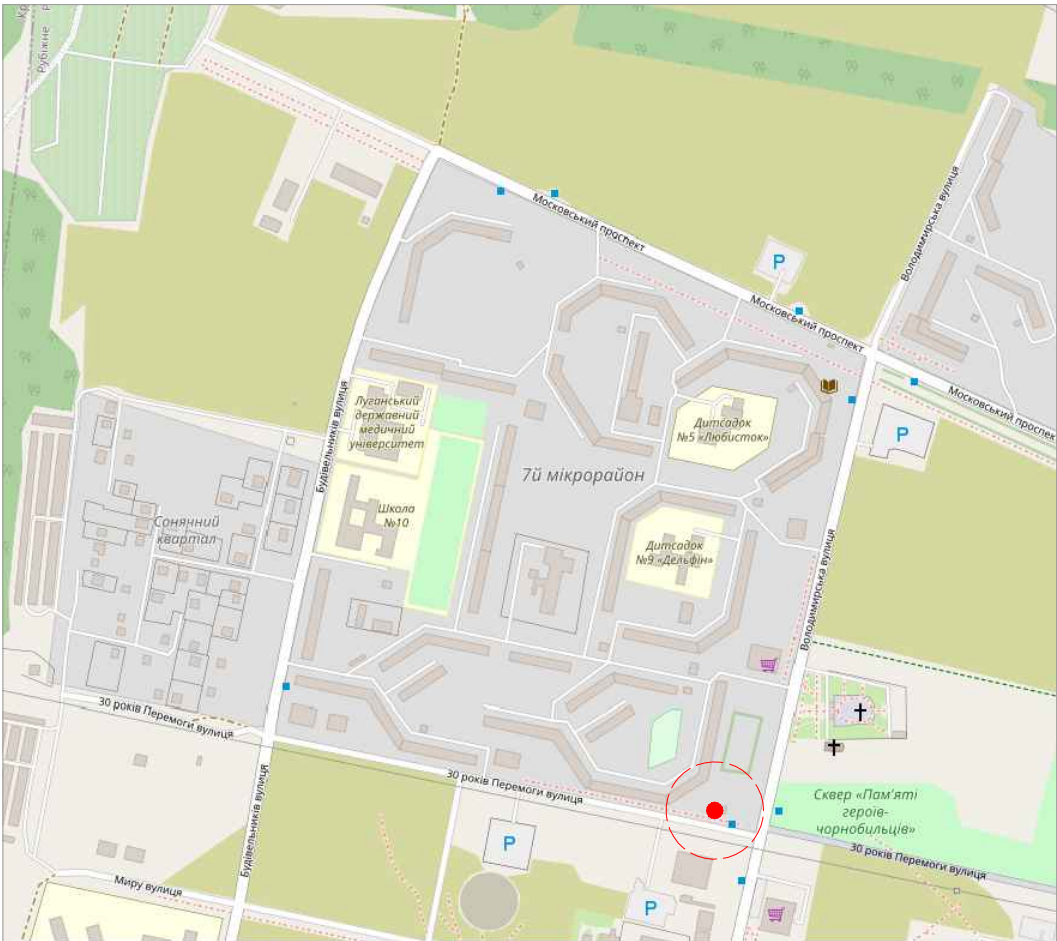 Рубіжне
Московський проспект
P
Володимирська вулиця
Московський проспект
Луганський
державний
медичний
університет
Дитсадок
№5 «Любисток»
Московський проспек
P
Будівельників вулиця
7й мікрорайон
Школа
№10
Сонячний
квартал
Дитсадок
№9 «Дельфін»
Володимирська вулиця
30 років Перемоги вулиця
30 років Перемоги вулиця
Сквер «Пам'яті
героїв-
чорнобильців»
Будівельників вулиця
P
30 років Перемоги вулиця
Миру вулиця
P